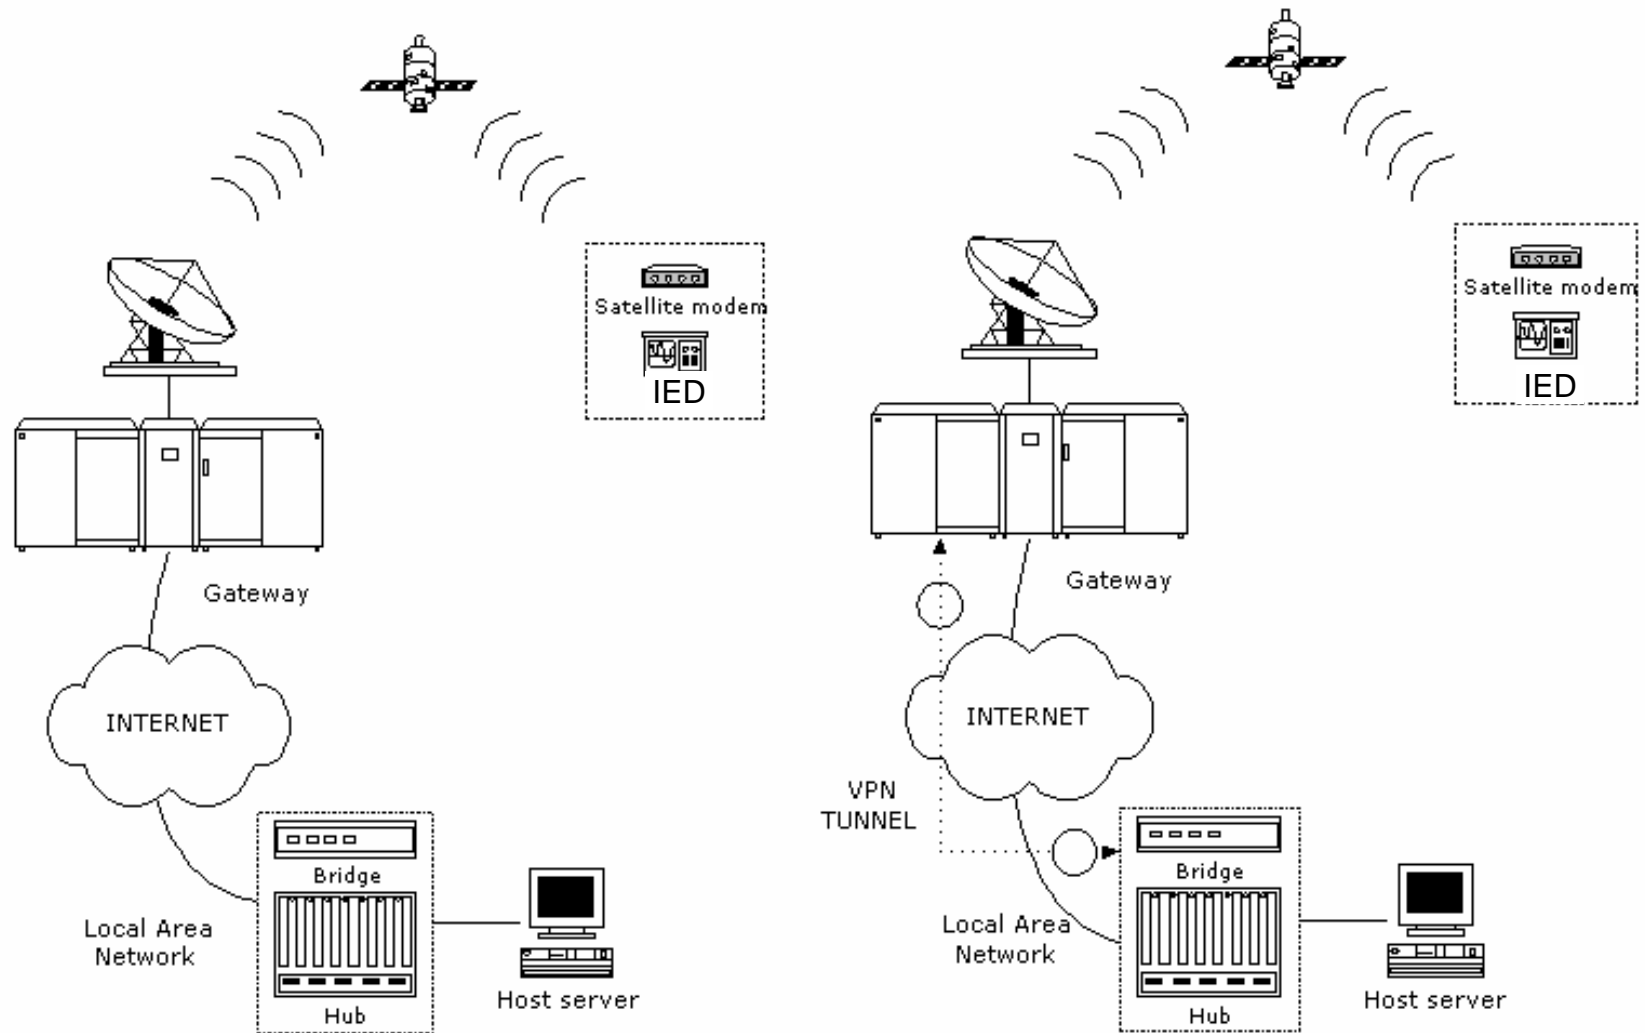 Satellite modem
IED
Gateway
INTERNET
Bridge
Local Area
Network
Hub
Host server
Satellite modem
IED
Gateway
INTERNET
VPN
TUNNEL
Bridge
Local Area
Network
Hub
Host server